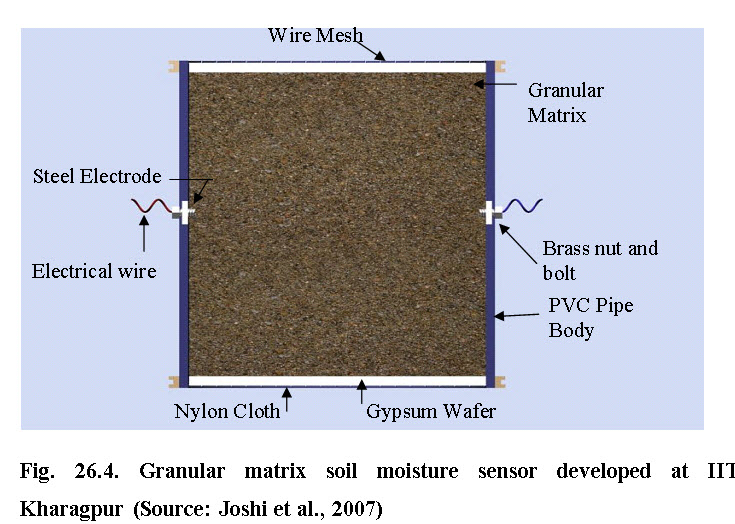 Wire Mesh
Granular
Matrix
Steel Electrode
Electrical wire
Brass nut and
bolt
PVC Pipe
Body
Nylon Cloth
Gypsum Wafer
Fig. 26.4. Granular matrix soil moisture sensor developed at IIT
Kharagpur (Source: Joshi et al., 2007)